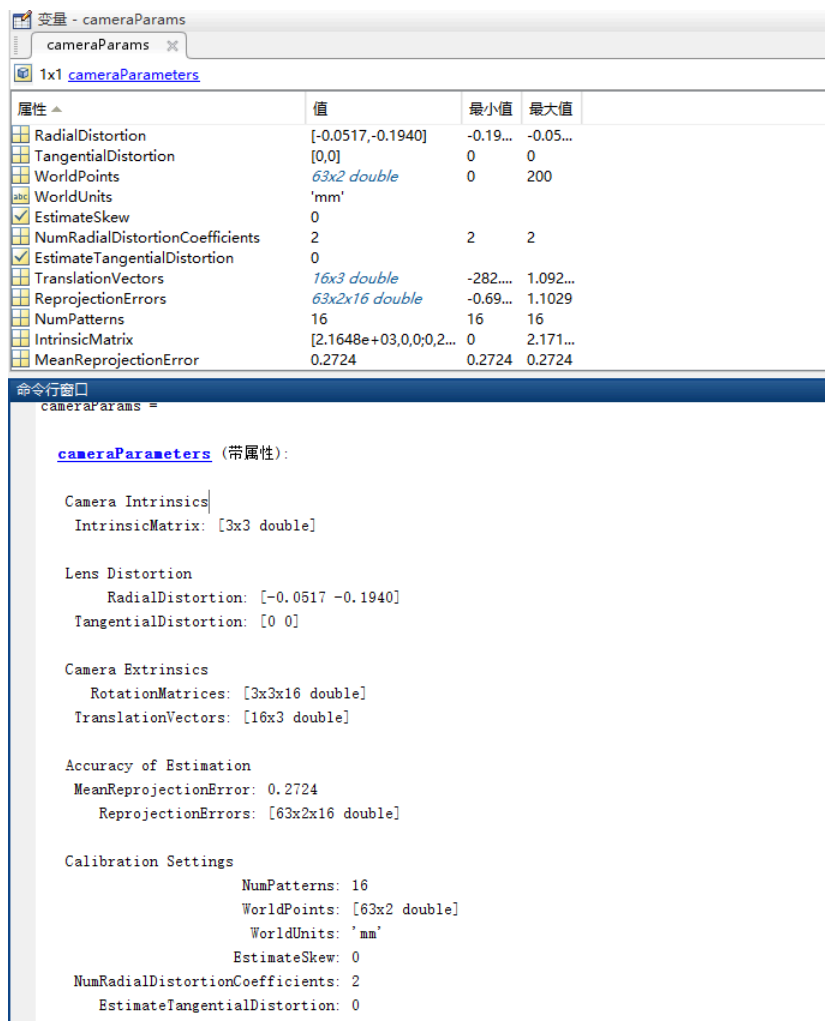 变量 - cameraParams
cameraParams
1x1 cameraParameters
属性 值 最小值 最大值
RadialDistortion [-0.0517,-0.1940] -0.19... -0.05...
TangentialDistortion [0,0] 0 0
WorldPoints 63x2 double 0 200
abc WorldUnits 'mm'
EstimateSkew 0
NumRadialDistortionCoefficients 2 2 2
EstimateTangentialDistortion 0
TranslationVectors 16x3 double -282.... 1.092...
ReprojectionErrors 63x2x16 double -0.69... 1.1029
NumPatterns 16 16 16
IntrinsicMatrix [2.1648e+03,0,0;0,2... 0 2.171...
MeanReprojectionError 0.2724 0.2724 0.2724
命令行窗口
cameraParams =
cameraParameters (带属性):
Camera Intrinsics
IntrinsicMatrix: [3x3 double]
Lens Distortion
RadialDistortion: [-0.0517 -0.1940]
TangentialDistortion: [0 0]
Camera Extrinsics
RotationMatrices: [3x3x16 double]
TranslationVectors: [16x3 double]
Accuracy of Estimation
MeanReprojectionError: 0.2724
ReprojectionErrors: [63x2x16 double]
Calibration Settings
NumPatterns: 16
WorldPoints: [63x2 double]
WorldUnits: 'mm'
EstimateSkew: 0
NumRadialDistortionCoefficients: 2
EstimateTangentialDistortion: 0